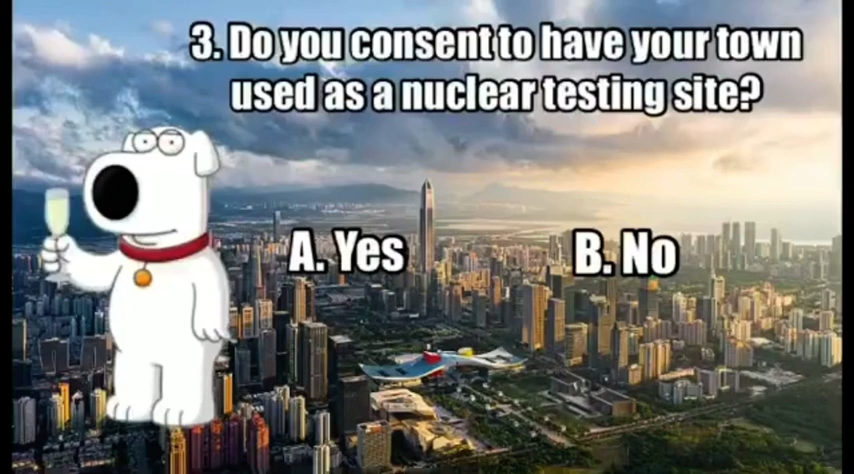 3. Do you consent to have your town
used as a nuclear testing site?
A. Yes
B. No